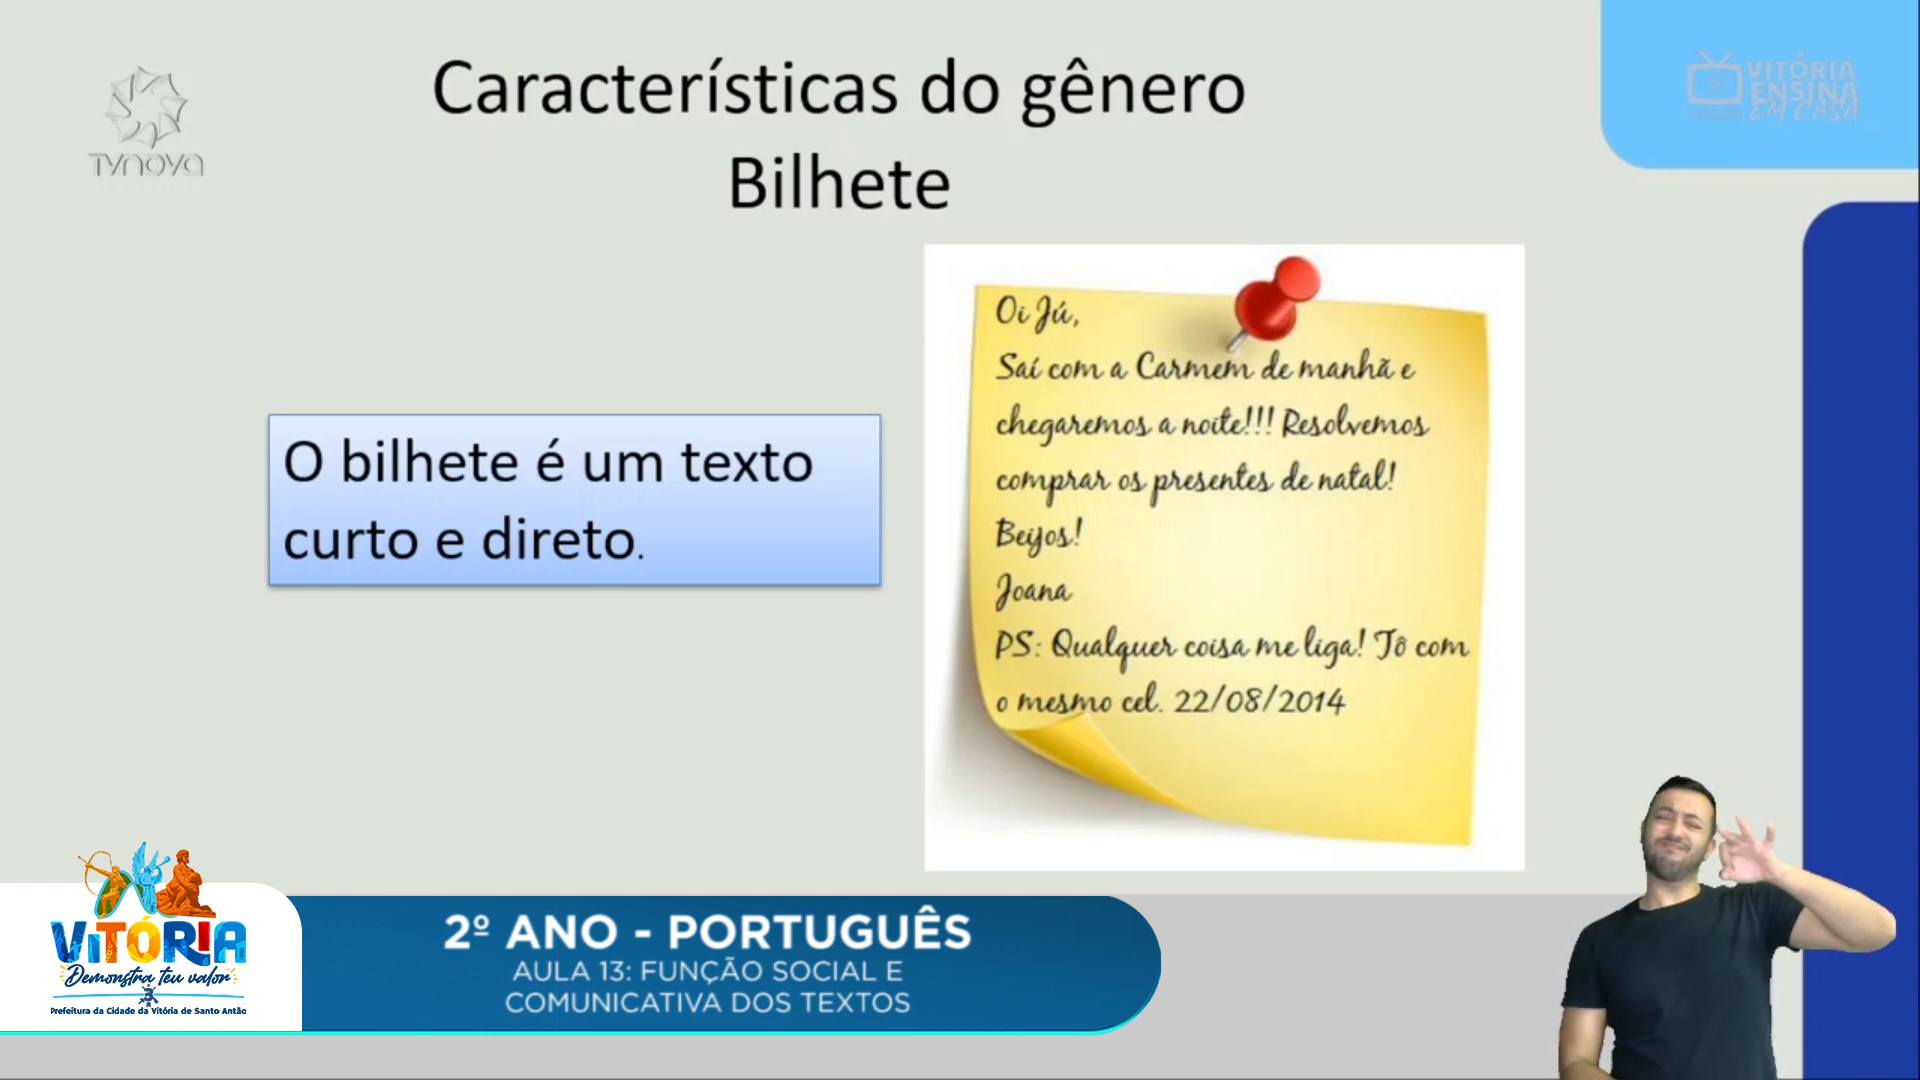 Características do gênero
Bilhete
TVNOVA
VITÓRIA
ENSINA
EM CASA
O bilhete é um texto
curto e direto.
Oi Jú,
Saí com a Carmem de manhã e
chegaremos a noite!!! Resolvemos
comprar os presentes de natal!
Beijos!
Joana
PS: Qualquer coisa me liga! Tô com
o mesmo cel. 22/08/2014
VITÓRIA
Demonstra teu valor
Prefeitura da Cidade da Vitória de Santo Antão
2º ANO - PORTUGUÊS
AULA 13: FUNÇÃO SOCIAL E
COMUNICATIVA DOS TEXTOS